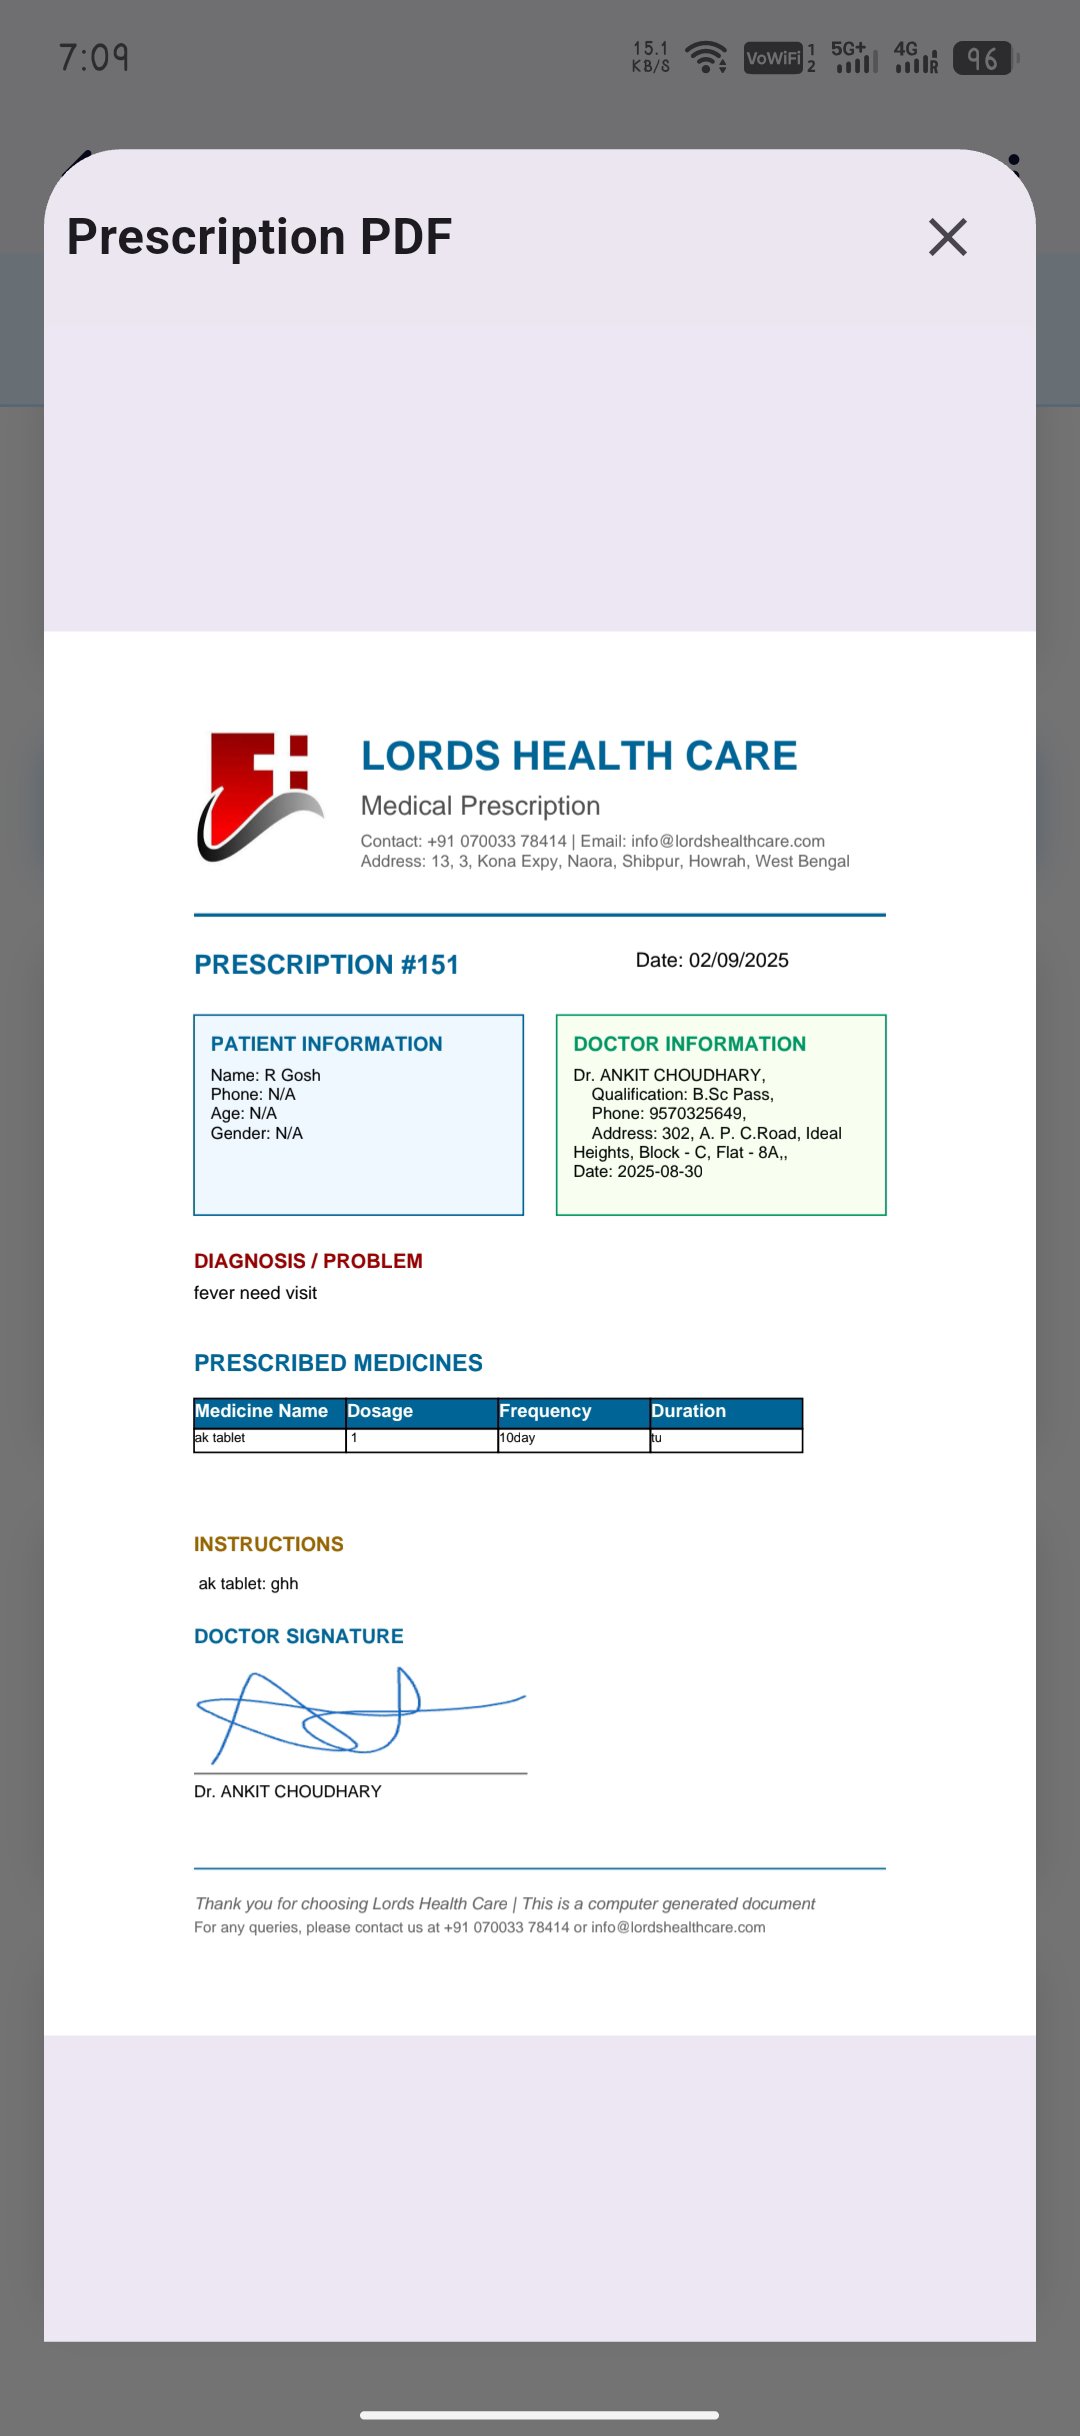 7:09
15.1
KB/S
VoWiFi
1
2
5G+
4G
R
96
Prescription PDF
LORDS HEALTH CARE
Medical Prescription
Contact: +91 070033 78414 | Email: info@lordshealthcare.com
Address: 13, 3, Kona Expy, Naora, Shibpur, Howrah, West Bengal
PRESCRIPTION #151
Date: 02/09/2025
PATIENT INFORMATION
Name: R Gosh
Phone: N/A
Age: N/A
Gender: N/A
DOCTOR INFORMATION
Dr. ANKIT CHOUDHARY,
Qualification: B.Sc Pass,
Phone: 9570325649,
Address: 302, A. P. C.Road, Ideal
Heights, Block - C, Flat - 8A,,
Date: 2025-08-30
DIAGNOSIS / PROBLEM
fever need visit
PRESCRIBED MEDICINES
Medicine Name Dosage Frequency Duration
ak tablet 1 10day tu
INSTRUCTIONS
ak tablet: ghh
DOCTOR SIGNATURE
Dr. ANKIT CHOUDHARY
Thank you for choosing Lords Health Care | This is a computer generated document
For any queries, please contact us at +91 070033 78414 or info@lordshealthcare.com